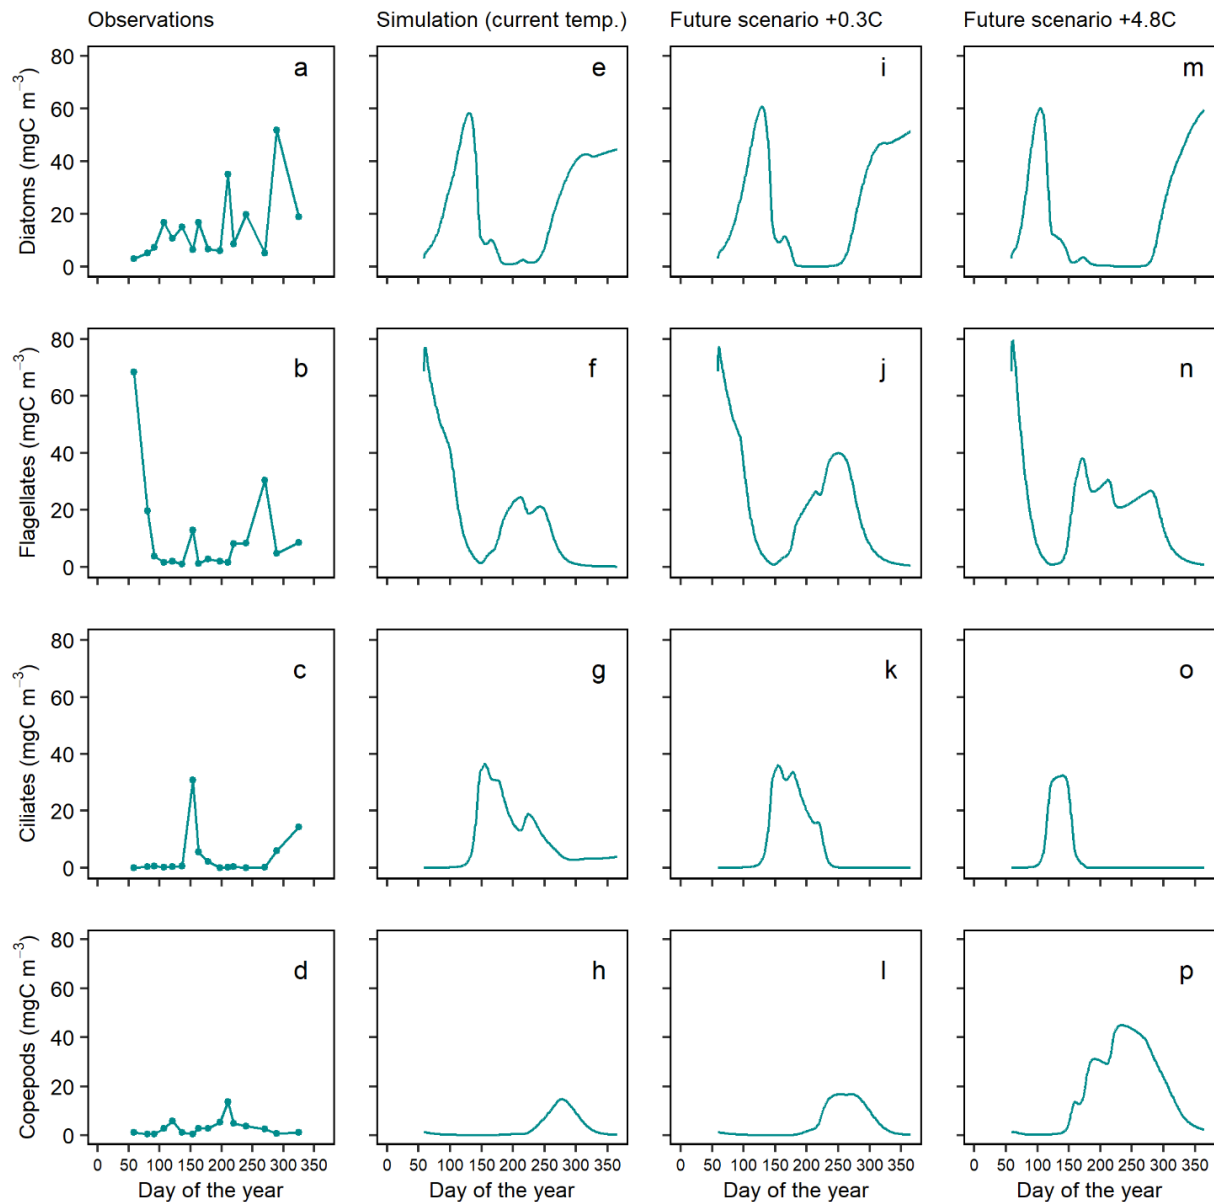 Observations Simulation (current temp.) Future scenario +0.3C Future scenario +4.8C
Diatoms (mgC m⁻³)
80
60
40
20
0
a e i m
Flagellates (mgC m⁻³)
80
60
40
20
0
b f j n
Ciliates (mgC m⁻³)
80
60
40
20
0
c g k o
Copepods (mgC m⁻³)
80
60
40
20
0
d h l p
0 50 100 150 200 250 300 350 0 50 100 150 200 250 300 350 0 50 100 150 200 250 300 350 0 50 100 150 200 250 300 350
Day of the year Day of the year Day of the year Day of the year